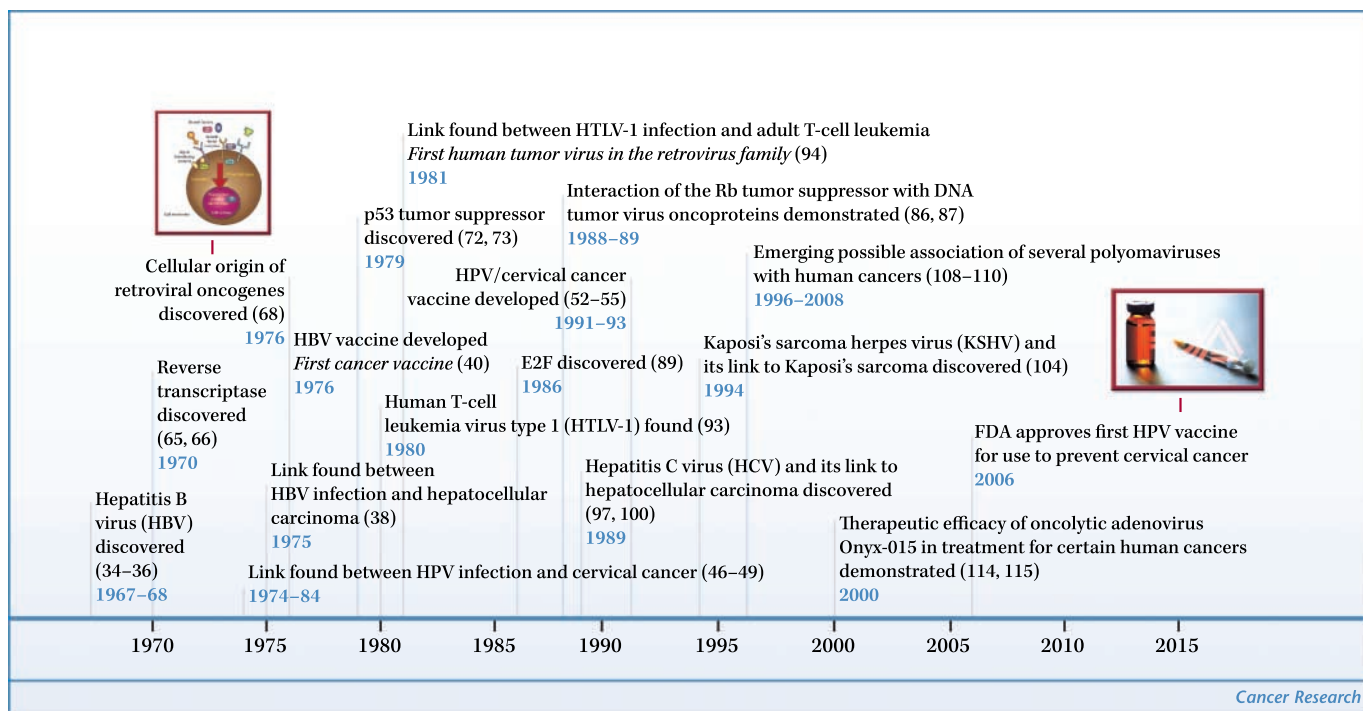 Link found between HTLV-1 infection and adult T-cell leukemia
First human tumor virus in the retrovirus family (94)
1981
Interaction of the Rb tumor suppressor with DNA
tumor virus oncoproteins demonstrated (86, 87)
1988–89
p53 tumor suppressor
discovered (72, 73)
1979
Emerging possible association of several polyomaviruses
with human cancers (108–110)
1996–2008
Cellular origin of
retroviral oncogenes
discovered (68)
1976
HPV/cervical cancer
vaccine developed (52–55)
1991–93
HBV vaccine developed
First cancer vaccine (40)
1976
Kaposi's sarcoma herpes virus (KSHV) and
its link to Kaposi's sarcoma discovered (104)
1994
Reverse
transcriptase
discovered
(65, 66)
1970
E2F discovered (89)
1986
Human T-cell
leukemia virus type 1 (HTLV-1) found (93)
1980
FDA approves first HPV vaccine
for use to prevent cervical cancer
2006
Link found between
HBV infection and hepatocellular
carcinoma (38)
1975
Hepatitis C virus (HCV) and its link to
hepatocellular carcinoma discovered
(97, 100)
1989
Hepatitis B
virus (HBV)
discovered
(34–36)
1967–68
Therapeutic efficacy of oncolytic adenovirus
Onyx-015 in treatment for certain human cancers
demonstrated (114, 115)
2000
Link found between HPV infection and cervical cancer (46–49)
1974–84
1970 1975 1980 1985 1990 1995 2000 2005 2010 2015
Cancer Research